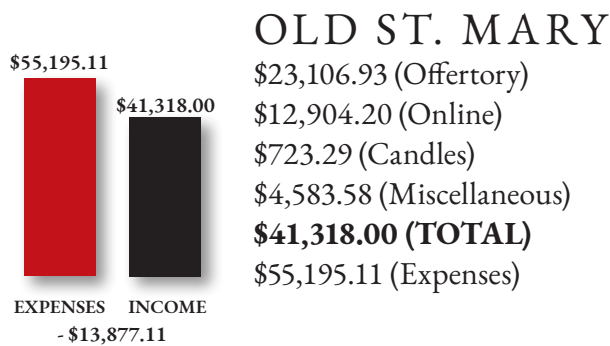 $55,195.11
$41,318.00
EXPENSES INCOME
- $13,877.11
OLD ST. MARY
$23,106.93 (Offertory)
$12,904.20 (Online)
$723.29 (Candles)
$4,583.58 (Miscellaneous)
$41,318.00 (TOTAL)
$55,195.11 (Expenses)